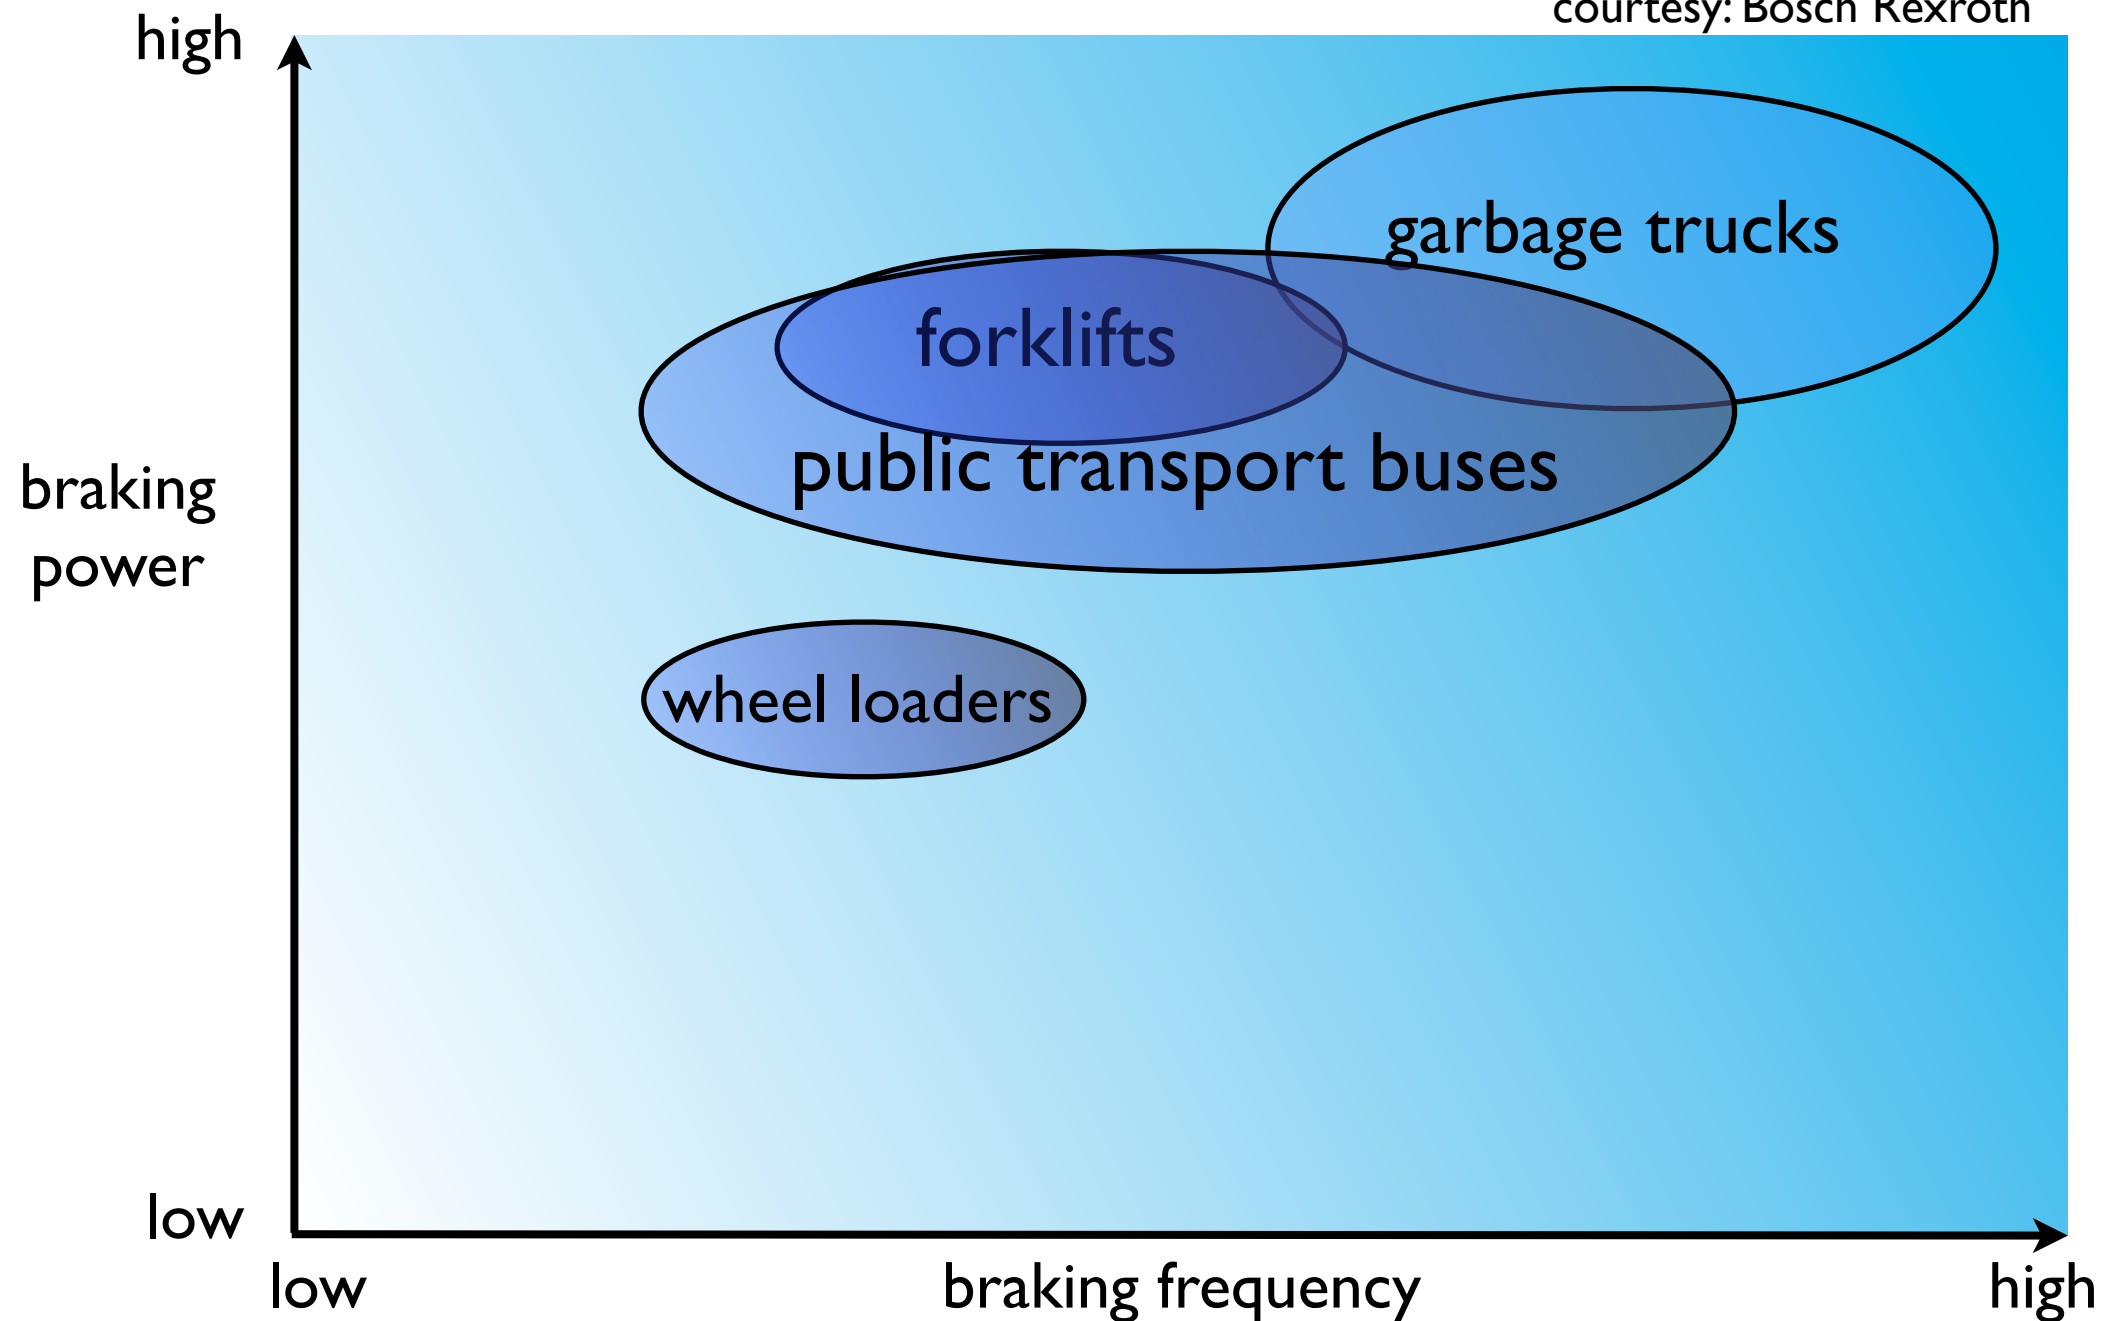 courtesy: Bosch Rexroth
high
garbage trucks
forklifts
public transport buses
braking
power
wheel loaders
low
low
braking frequency
high